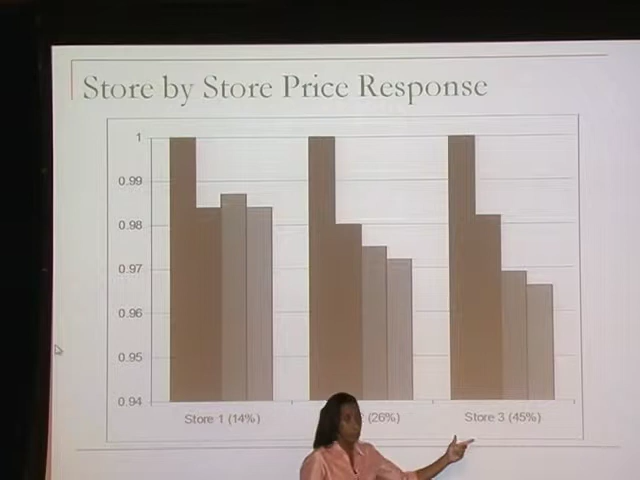 Store by Store Price Response
1
0.99
0.98
0.97
0.96
0.95
0.94
Store 1 (14%)
(26%)
Store 3 (45%)